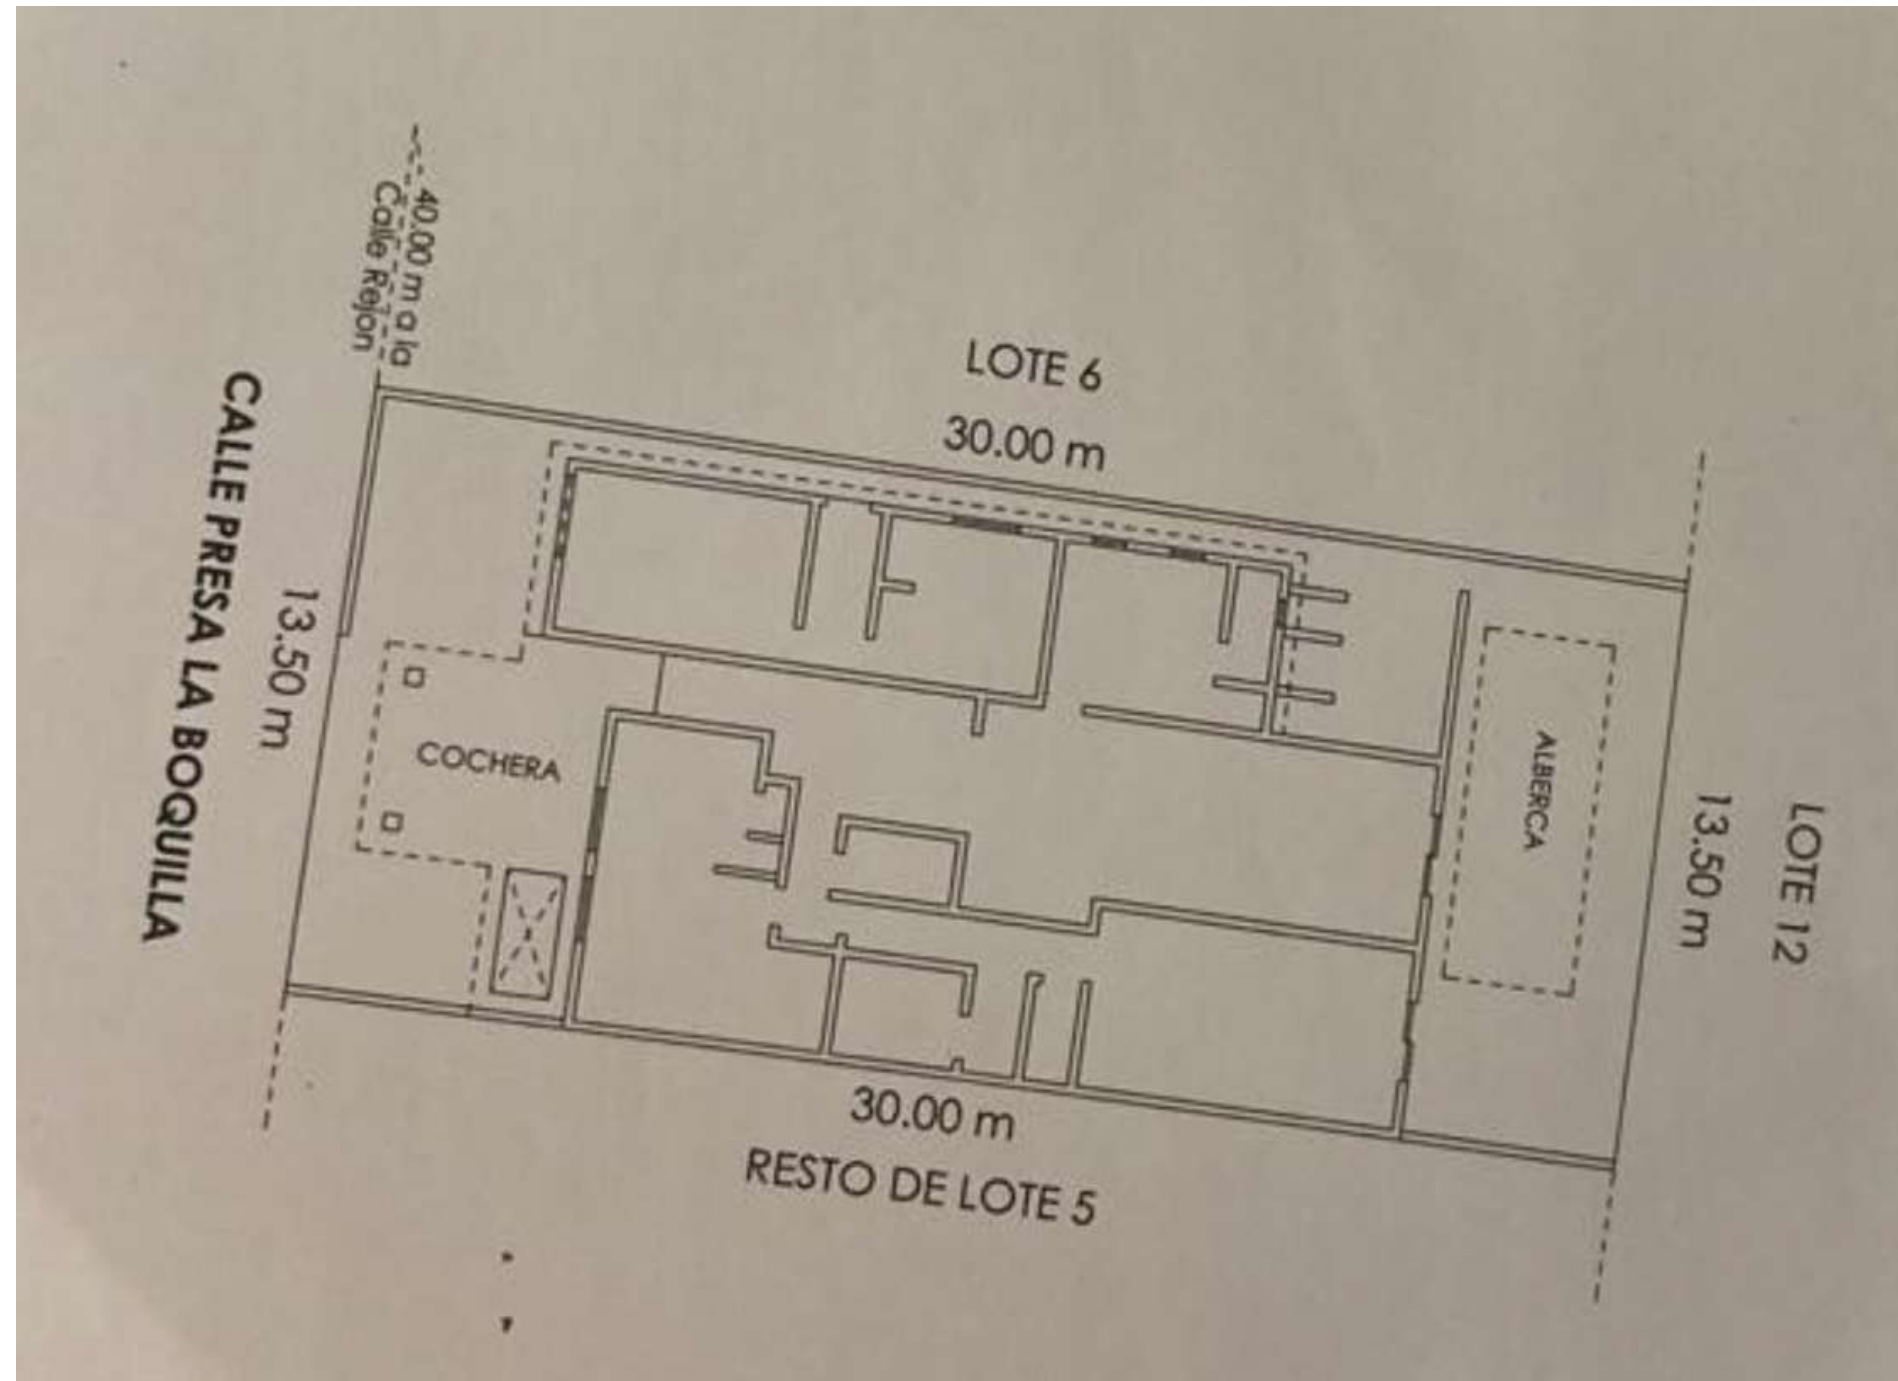 40.00 m a la
Calle Rejón
LOTE 6
30.00 m
CALLE PRESA LA BOQUILLA
13.50 m
COCHERA
ALBERCA
13.50 m
LOTE 12
30.00 m
RESTO DE LOTE 5